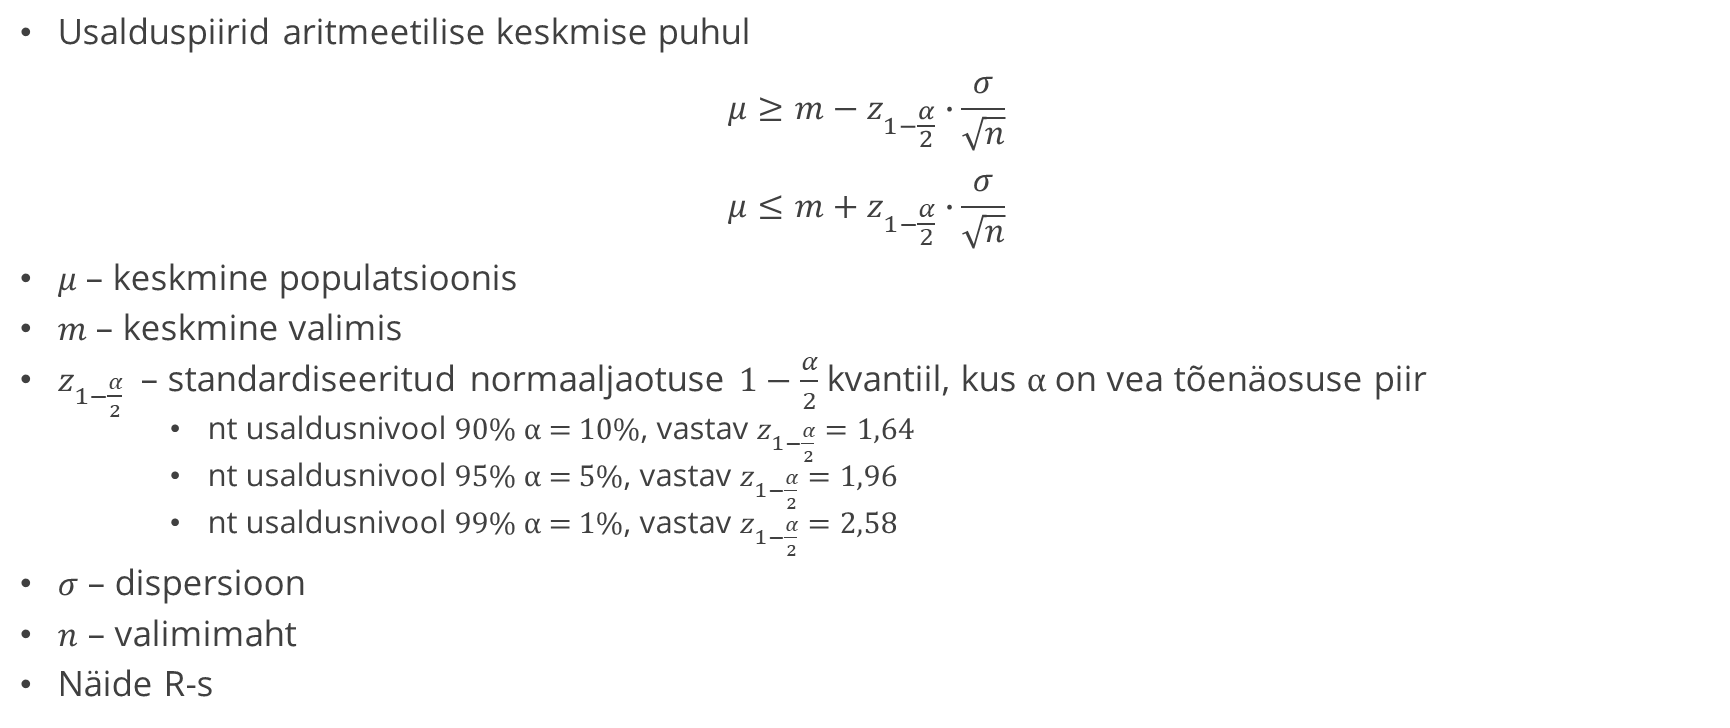 • Usalduspiirid aritmeetilise keskmise puhul
μ ≥ m − z_{1−α/2} · σ/√n
μ ≤ m + z_{1−α/2} · σ/√n
• μ – keskmine populatsioonis
• m – keskmine valimis
• z_{1−α/2} – standardiseeritud normaaljaotuse 1 − α/2 kvantiil, kus α on vea tõenäosuse piir
• nt usaldusnivool 90% α = 10%, vastav z_{1−α/2} = 1,64
• nt usaldusnivool 95% α = 5%, vastav z_{1−α/2} = 1,96
• nt usaldusnivool 99% α = 1%, vastav z_{1−α/2} = 2,58
• σ – dispersioon
• n – valimimaht
• Näide R-s